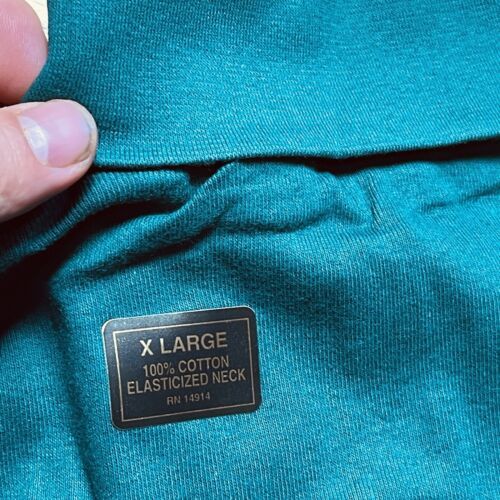 X LARGE
100% COTTON
ELASTICIZED NECK
RN 14914